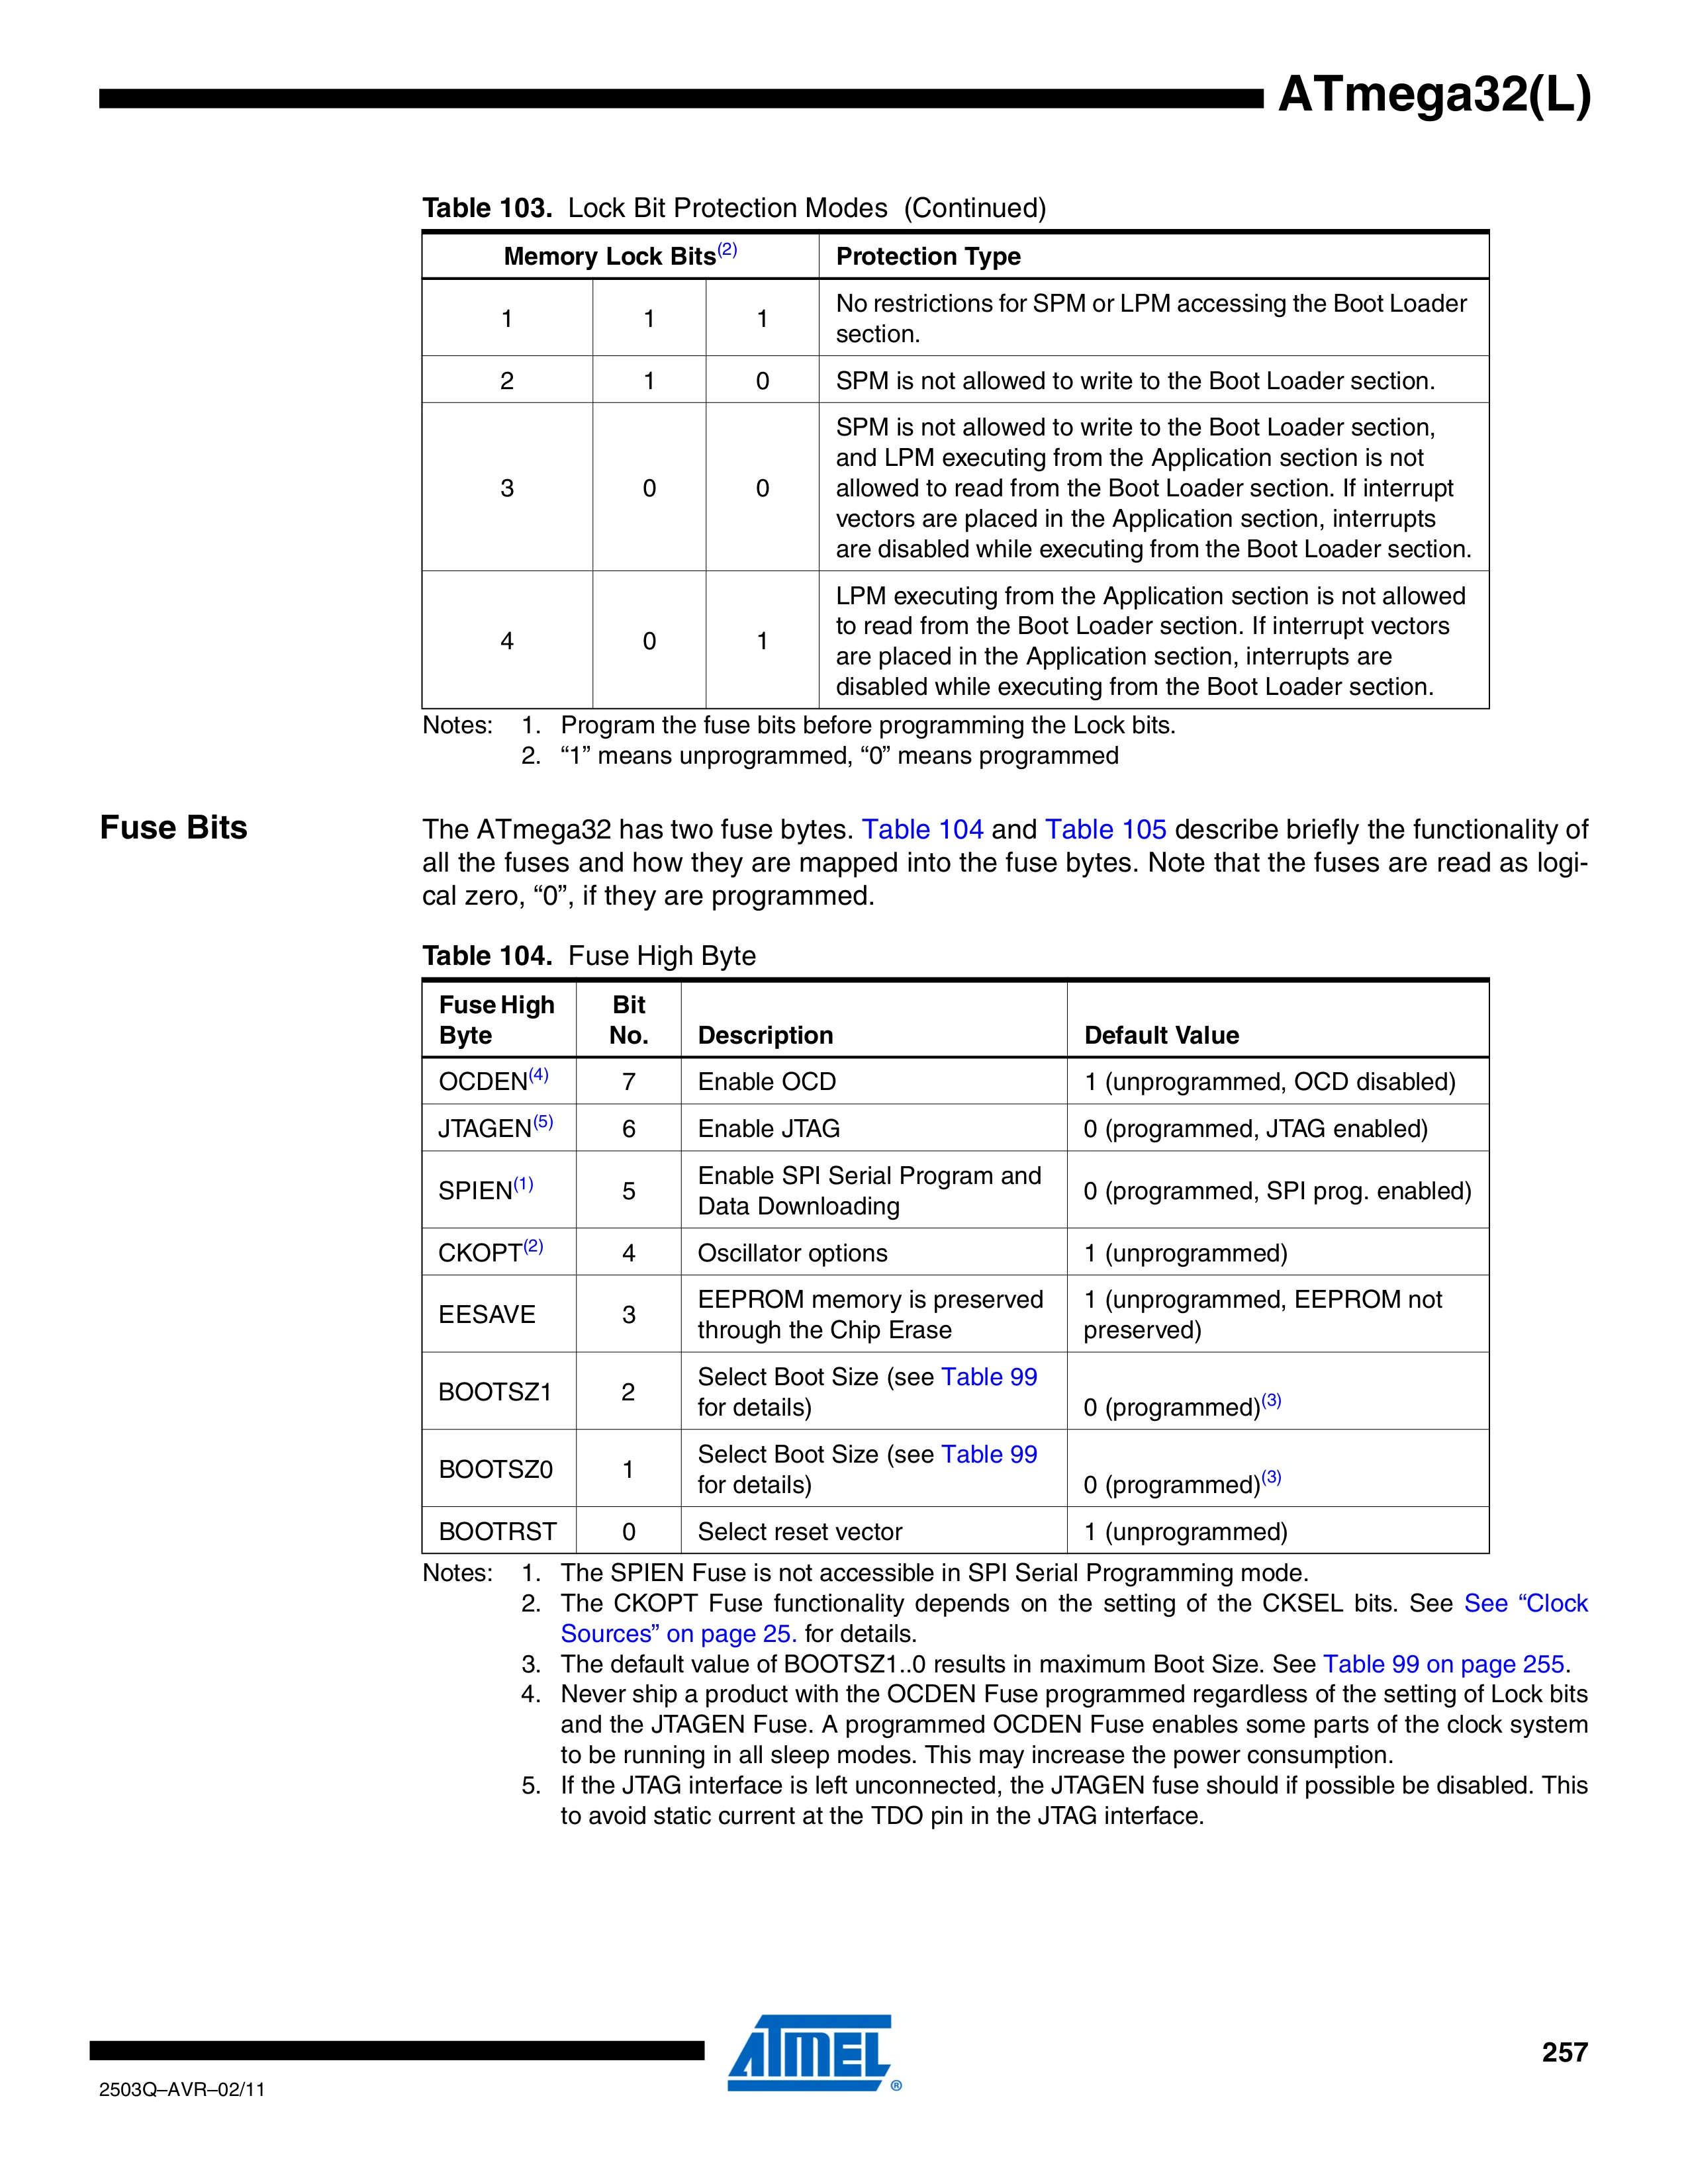 ATmega32(L)
Table 103. Lock Bit Protection Modes (Continued)
Memory Lock Bits(2) Protection Type
1 1 1 No restrictions for SPM or LPM accessing the Boot Loader
section.
2 1 0 SPM is not allowed to write to the Boot Loader section.
3 0 0 SPM is not allowed to write to the Boot Loader section,
and LPM executing from the Application section is not
allowed to read from the Boot Loader section. If interrupt
vectors are placed in the Application section, interrupts
are disabled while executing from the Boot Loader section.
4 0 1 LPM executing from the Application section is not allowed
to read from the Boot Loader section. If interrupt vectors
are placed in the Application section, interrupts are
disabled while executing from the Boot Loader section.
Notes: 1. Program the fuse bits before programming the Lock bits.
2. “1” means unprogrammed, “0” means programmed
Fuse Bits
The ATmega32 has two fuse bytes. Table 104 and Table 105 describe briefly the functionality of
all the fuses and how they are mapped into the fuse bytes. Note that the fuses are read as logi-
cal zero, “0”, if they are programmed.
Table 104. Fuse High Byte
Fuse High Byte Bit No. Description Default Value
OCDEN(4) 7 Enable OCD 1 (unprogrammed, OCD disabled)
JTAGEN(5) 6 Enable JTAG 0 (programmed, JTAG enabled)
SPIEN(1) 5 Enable SPI Serial Program and
Data Downloading 0 (programmed, SPI prog. enabled)
CKOPT(2) 4 Oscillator options 1 (unprogrammed)
EESAVE 3 EEPROM memory is preserved
through the Chip Erase 1 (unprogrammed, EEPROM not
preserved)
BOOTSZ1 2 Select Boot Size (see Table 99
for details) 0 (programmed)(3)
BOOTSZ0 1 Select Boot Size (see Table 99
for details) 0 (programmed)(3)
BOOTRST 0 Select reset vector 1 (unprogrammed)
Notes: 1. The SPIEN Fuse is not accessible in SPI Serial Programming mode.
2. The CKOPT Fuse functionality depends on the setting of the CKSEL bits. See See “Clock
Sources” on page 25. for details.
3. The default value of BOOTSZ1..0 results in maximum Boot Size. See Table 99 on page 255.
4. Never ship a product with the OCDEN Fuse programmed regardless of the setting of Lock bits
and the JTAGEN Fuse. A programmed OCDEN Fuse enables some parts of the clock system
to be running in all sleep modes. This may increase the power consumption.
5. If the JTAG interface is left unconnected, the JTAGEN fuse should if possible be disabled. This
to avoid static current at the TDO pin in the JTAG interface.
ATMEL ®
257
2503Q–AVR–02/11